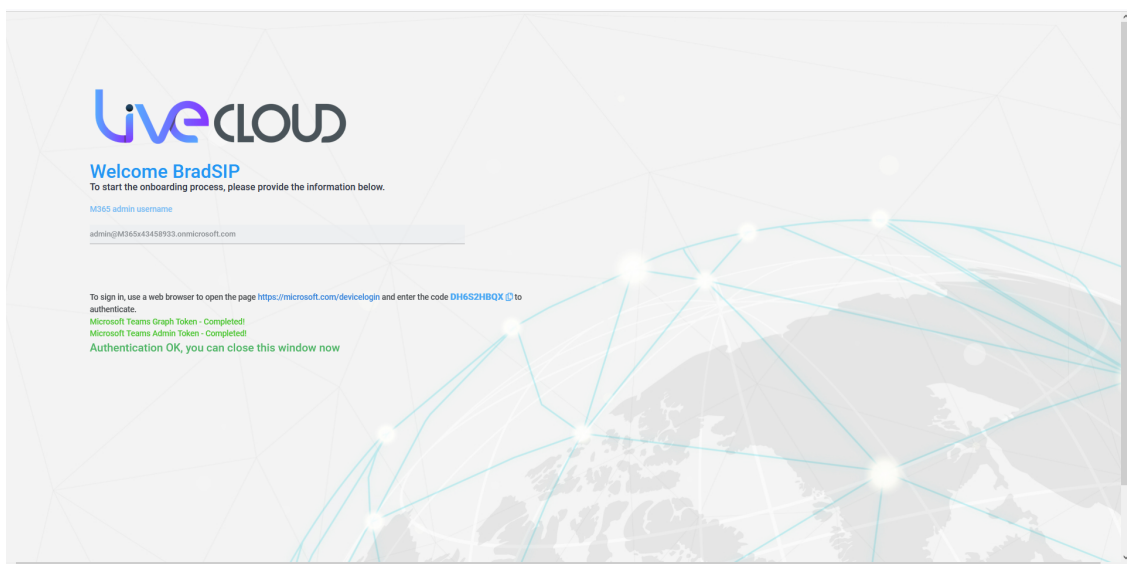 Live CLOUD
Welcome BradSIP
To start the onboarding process, please provide the information below.
M365 admin username
admin@M365x43458933.onmicrosoft.com
To sign in, use a web browser to open the page https://microsoft.com/devicelogin and enter the code DH6S2HBQX to
authenticate.
Microsoft Teams Graph Token - Completed!
Microsoft Teams Admin Token - Completed!
Authentication OK, you can close this window now